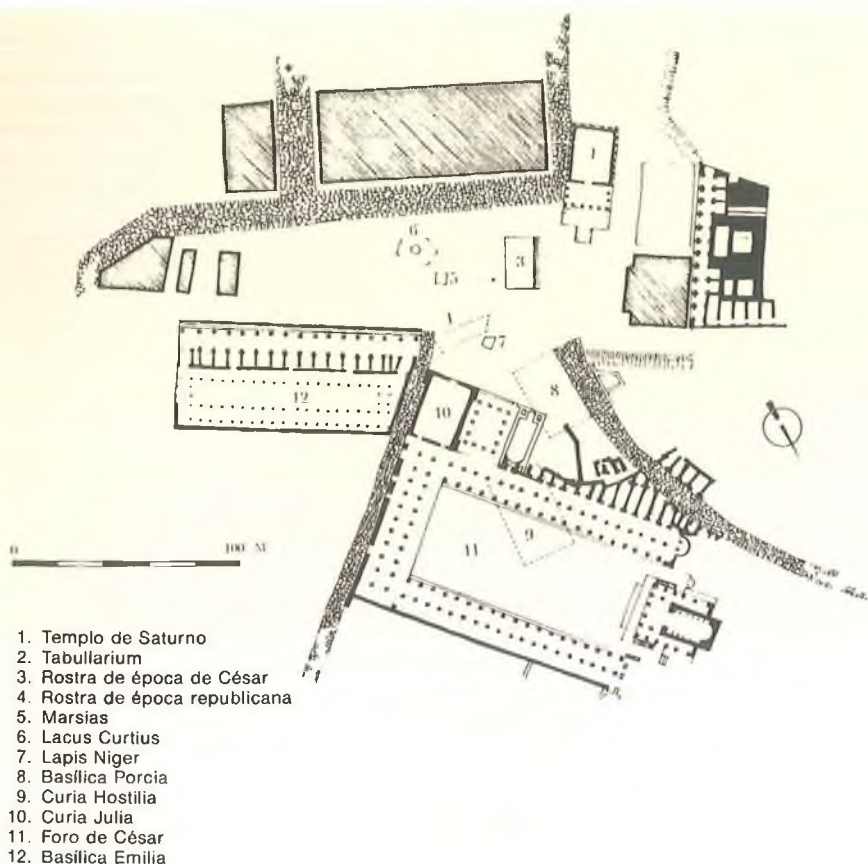 1
6
5
3
7
8
12
10
9
11
0 100 M
1. Templo de Saturno
2. Tabullarium
3. Rostra de época de César
4. Rostra de época republicana
5. Marsias
6. Lacus Curtius
7. Lapis Niger
8. Basílica Porcia
9. Curia Hostilia
10. Curia Julia
11. Foro de César
12. Basílica Emilia